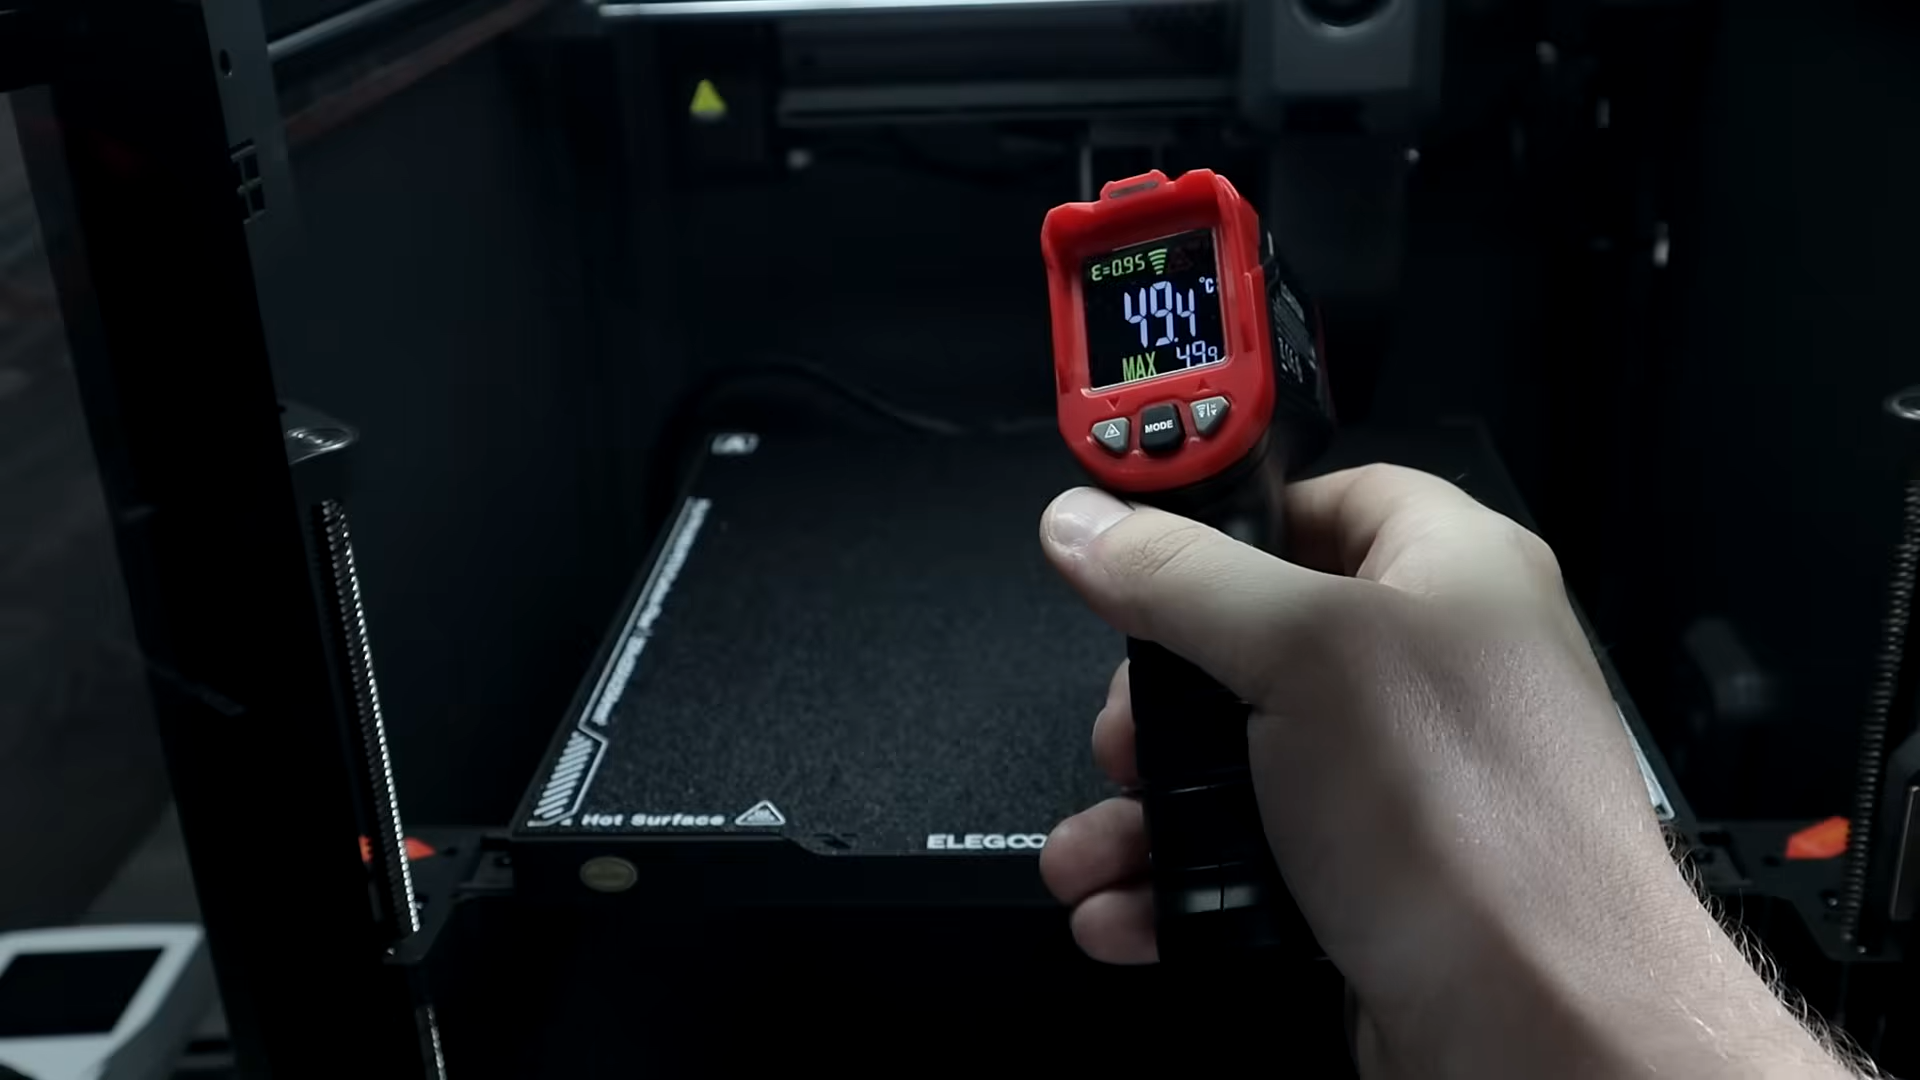 ε=0.95
49.4 °C
MAX 49.9
MODE
A
Hot Surface
ELEGOO